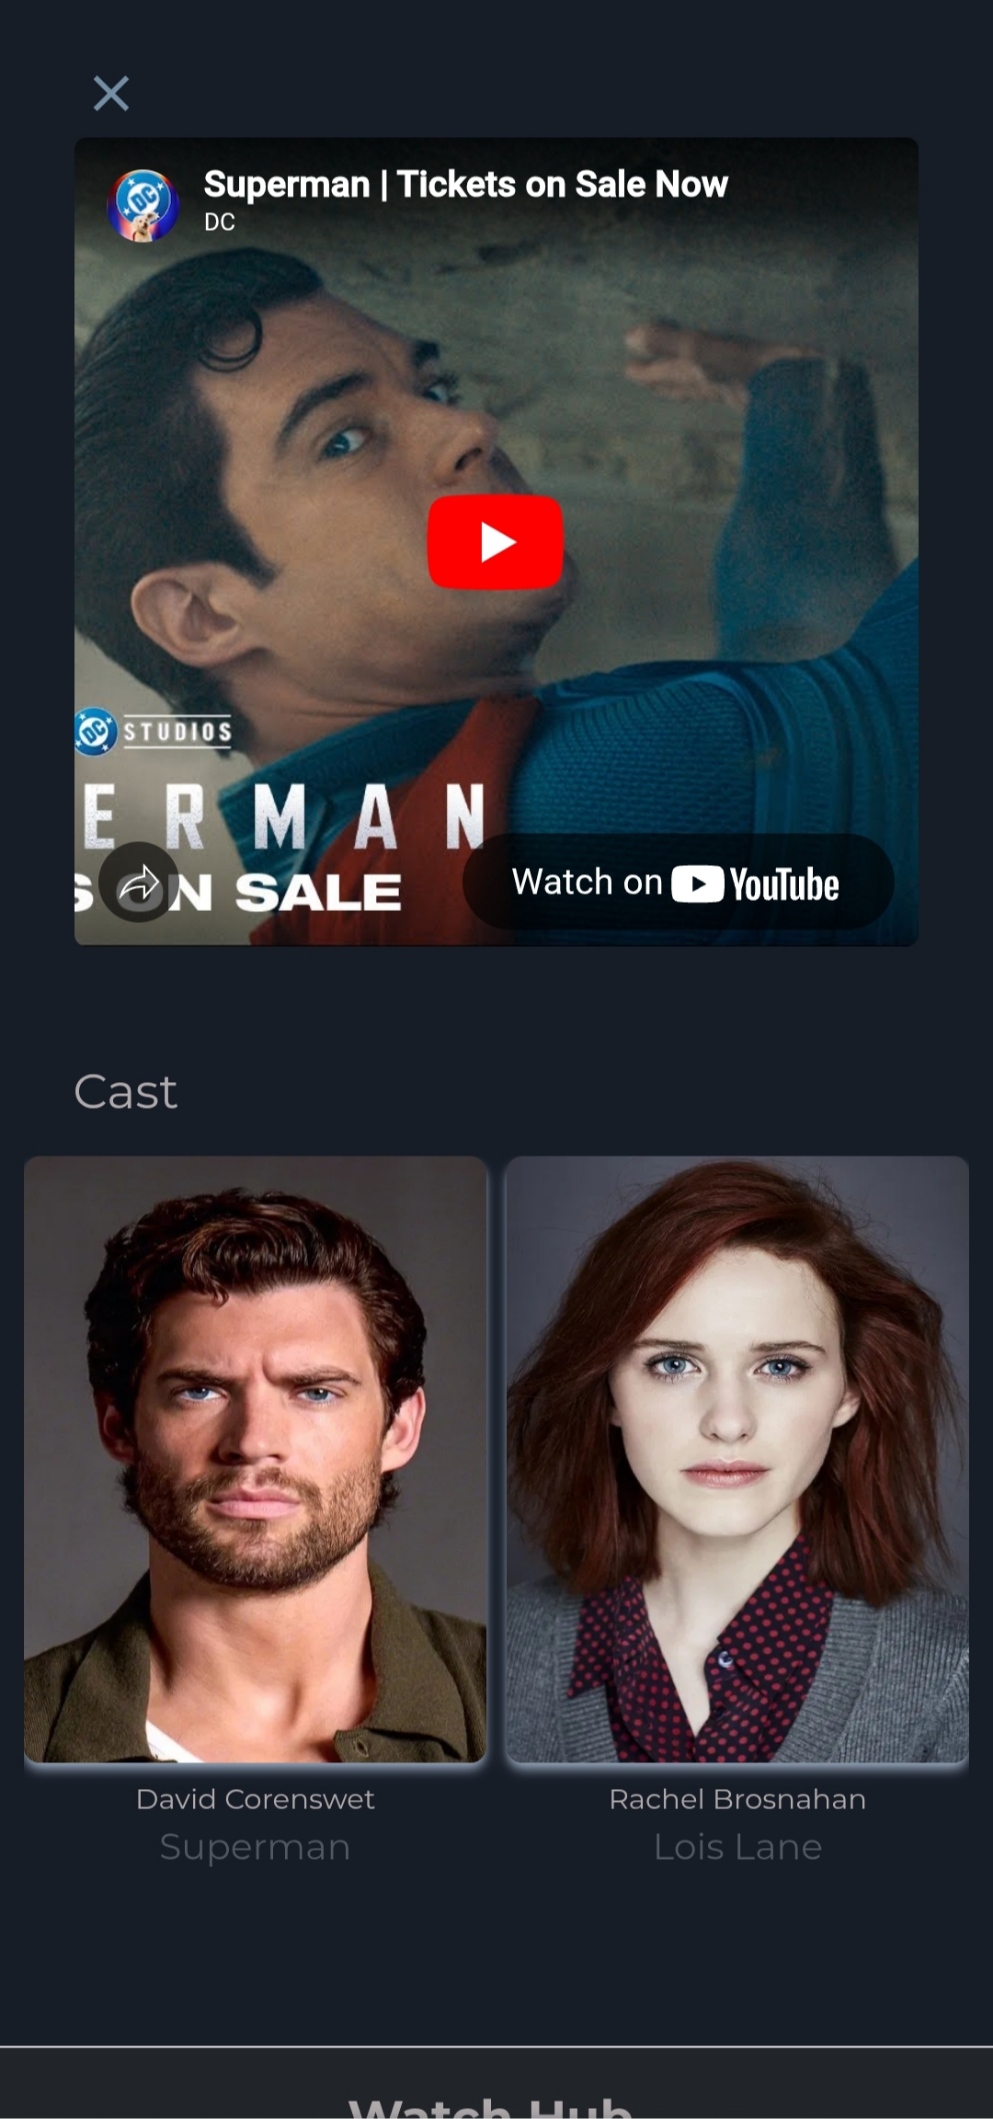 Superman | Tickets on Sale Now
DC
DC STUDIOS
ERMAN
S ON SALE
Watch on YouTube
Cast
David Corenswet
Superman
Rachel Brosnahan
Lois Lane
Watch Hub